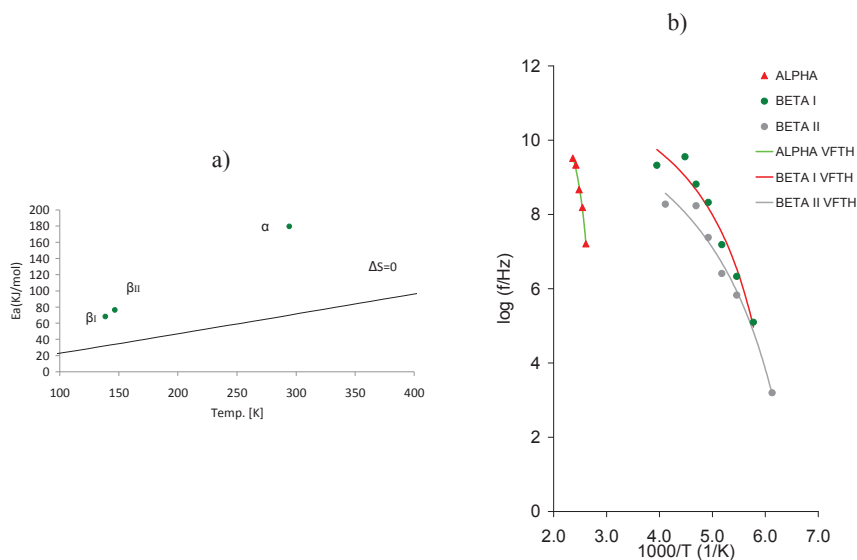 a)
200
180
160
140
120
100
80
60
40
20
0
Ea(KJ/mol)
βI
βII
α
ΔS=0
100 150 200 250 300 350 400
Temp. [K]
b)
12
10
8
6
4
2
0
log (f/Hz)
2.0 3.0 4.0 5.0 6.0 7.0
1000/T (1/K)
ALPHA
BETA I
BETA II
ALPHA VFTH
BETA I VFTH
BETA II VFTH